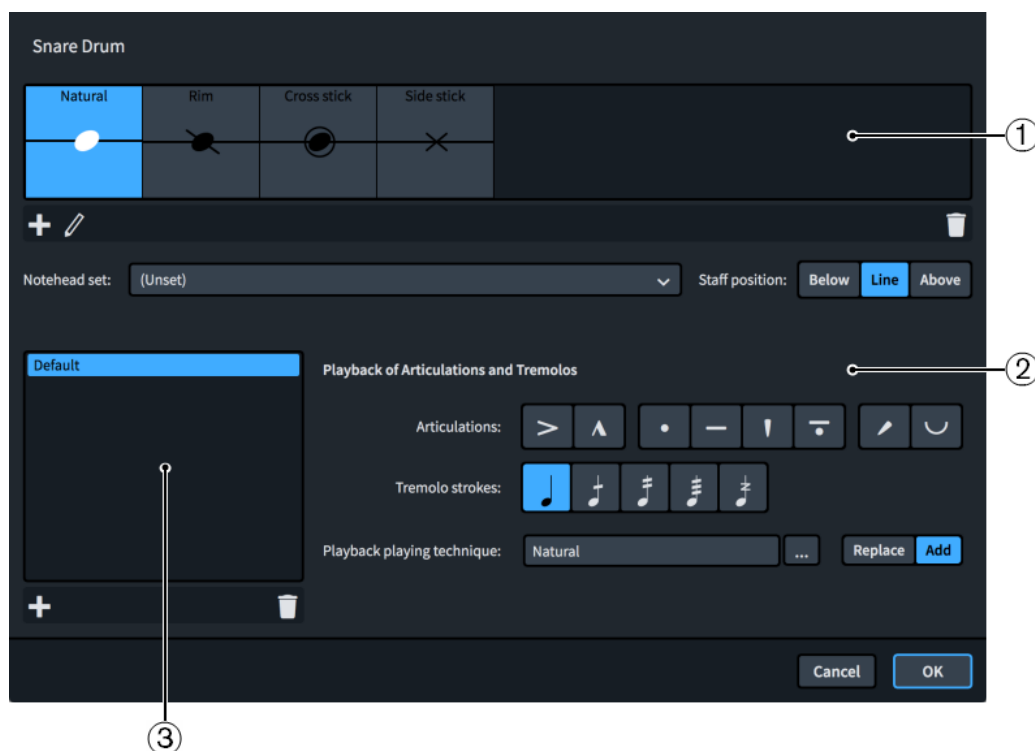 Snare Drum
Natural Rim Cross stick Side stick
①
Notehead set: (Unset) Staff position: Below Line Above
Default
Playback of Articulations and Tremolos
②
Articulations:
Tremolo strokes:
Playback playing technique: Natural ... Replace Add
Cancel OK
③